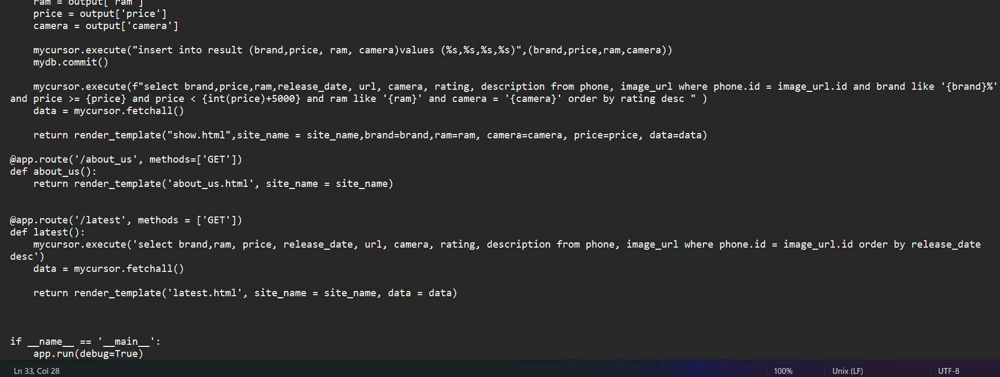 ram = output['ram']
price = output['price']
camera = output['camera']
mycursor.execute("insert into result (brand,price, ram, camera)values (%s,%s,%s,%s)",(brand,price,ram,camera))
mydb.commit()
mycursor.execute(f"select brand,price,ram,release_date, url, camera, rating, description from phone, image_url where phone.id = image_url.id and brand like '{brand}%'
and price >= {price} and price < {int(price)+5000} and ram like '{ram}' and camera = '{camera}' order by rating desc " )
data = mycursor.fetchall()
return render_template("show.html",site_name = site_name,brand=brand,ram=ram, camera=camera, price=price, data=data)
@app.route('/about_us', methods=['GET'])
def about_us():
return render_template('about_us.html', site_name = site_name)
@app.route('/latest', methods = ['GET'])
def latest():
mycursor.execute('select brand,ram, price, release_date, url, camera, rating, description from phone, image_url where phone.id = image_url.id order by release_date
desc')
data = mycursor.fetchall()
return render_template('latest.html', site_name = site_name, data = data)
if __name__ == '__main__':
app.run(debug=True)
Ln 33, Col 28
100%
Unix (LF)
UTF-8